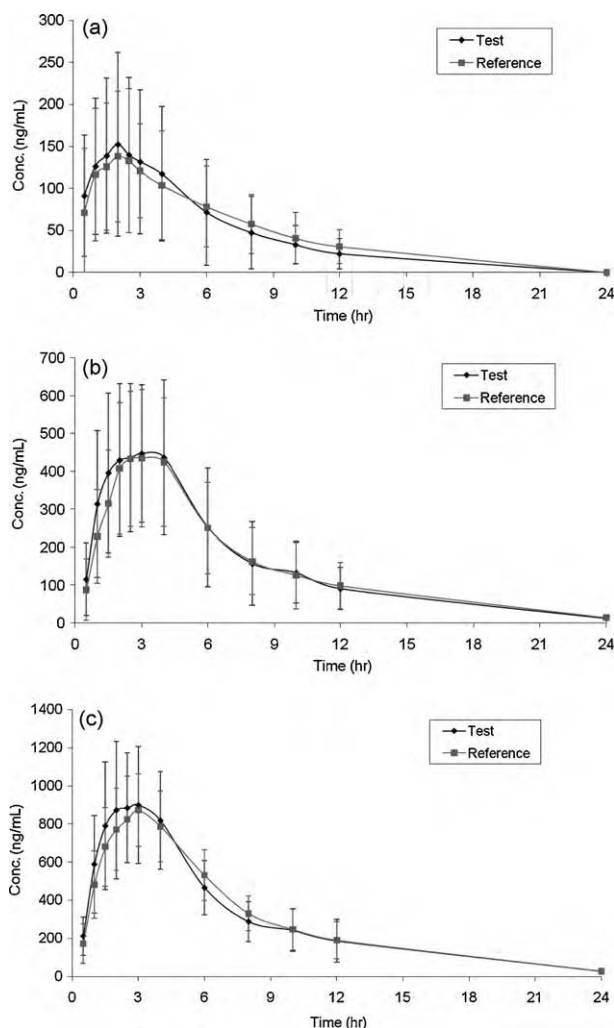 (a)
Test
Reference
Conc. (ng/mL)
300
250
200
150
100
50
0
0 3 6 9 12 15 18 21 24
Time (hr)
(b)
Test
Reference
Conc. (ng/mL)
700
600
500
400
300
200
100
0
0 3 6 9 12 15 18 21 24
Time (hr)
(c)
Test
Reference
Conc. (ng/mL)
1400
1200
1000
800
600
400
200
0
0 3 6 9 12 15 18 21 24
Time (hr)